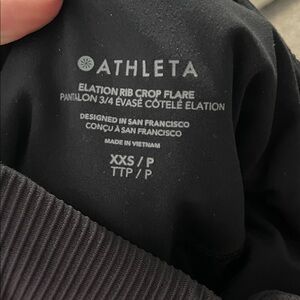 ATHLETA
ELATION RIB CROP FLARE
PANTALON 3/4 ÉVASÉ CÔTELÉ ELATION
DESIGNED IN SAN FRANCISCO
CONÇU À SAN FRANCISCO
MADE IN VIETNAM
XXS / P
TTP / P